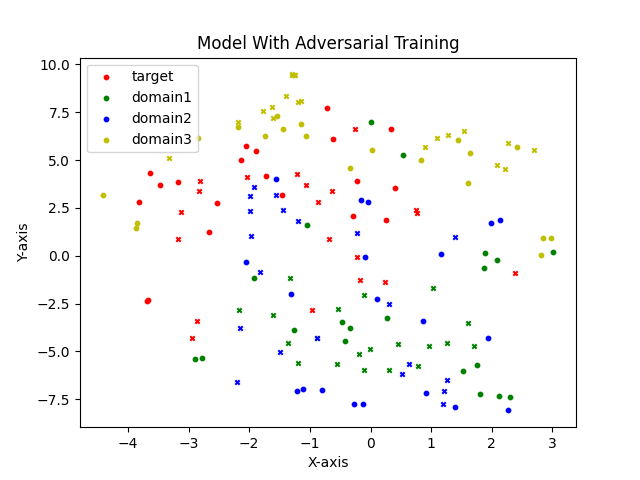 Model With Adversarial Training
10.0
7.5
5.0
2.5
0.0
−2.5
−5.0
−7.5
Y-axis
target
domain1
domain2
domain3
−4 −3 −2 −1 0 1 2 3
X-axis